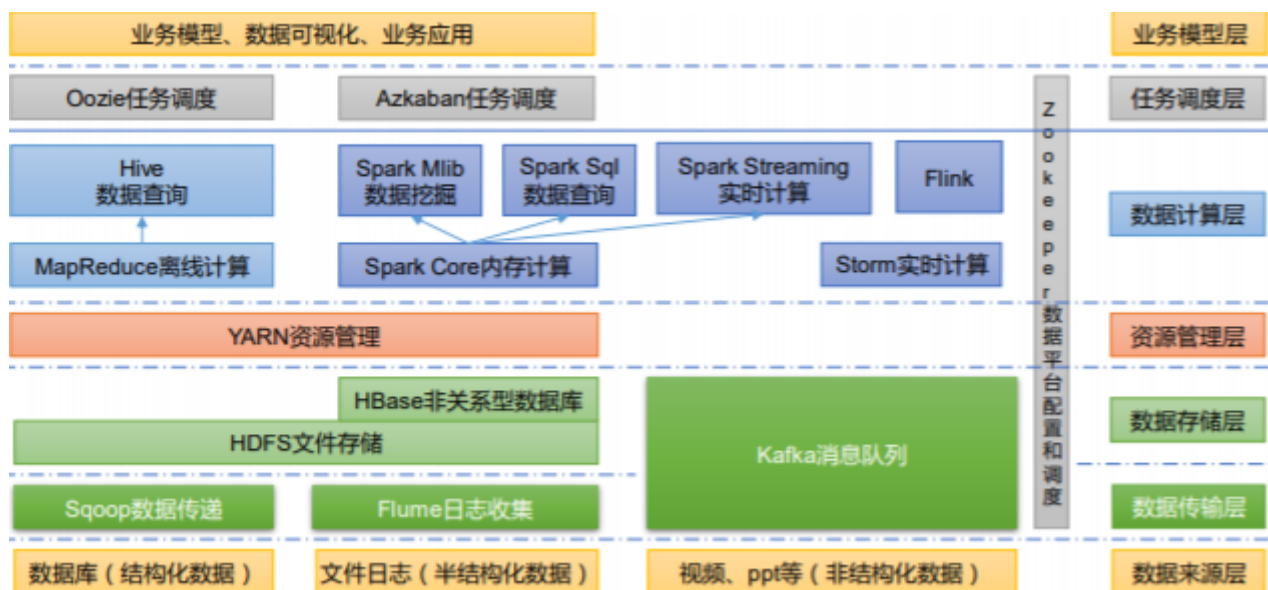 业务模型、数据可视化、业务应用
业务模型层
Oozie任务调度
Azkaban任务调度
任务调度层
Hive
数据查询
Spark Mlib
数据挖掘
Spark Sql
数据查询
Spark Streaming
实时计算
Flink
Zookeeper数据平台配置和调度
数据计算层
MapReduce离线计算
Spark Core内存计算
Storm实时计算
YARN资源管理
资源管理层
HBase非关系型数据库
HDFS文件存储
Kafka消息队列
数据存储层
Sqoop数据传递
Flume日志收集
数据传输层
数据库（结构化数据）
文件日志（半结构化数据）
视频、ppt等（非结构化数据）
数据来源层